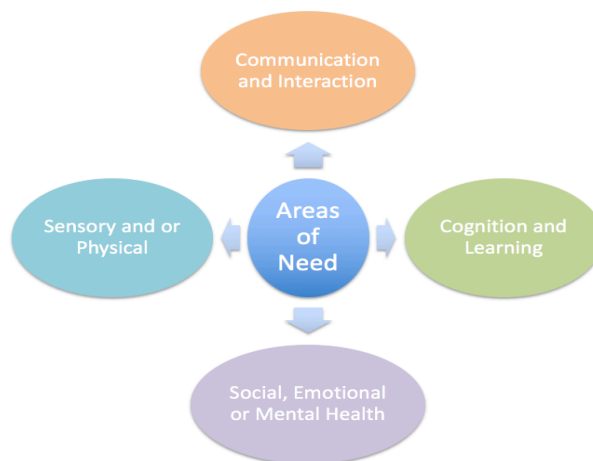 Communication
and Interaction
Sensory and or
Physical
Areas
of
Need
Cognition and
Learning
Social, Emotional
or Mental Health